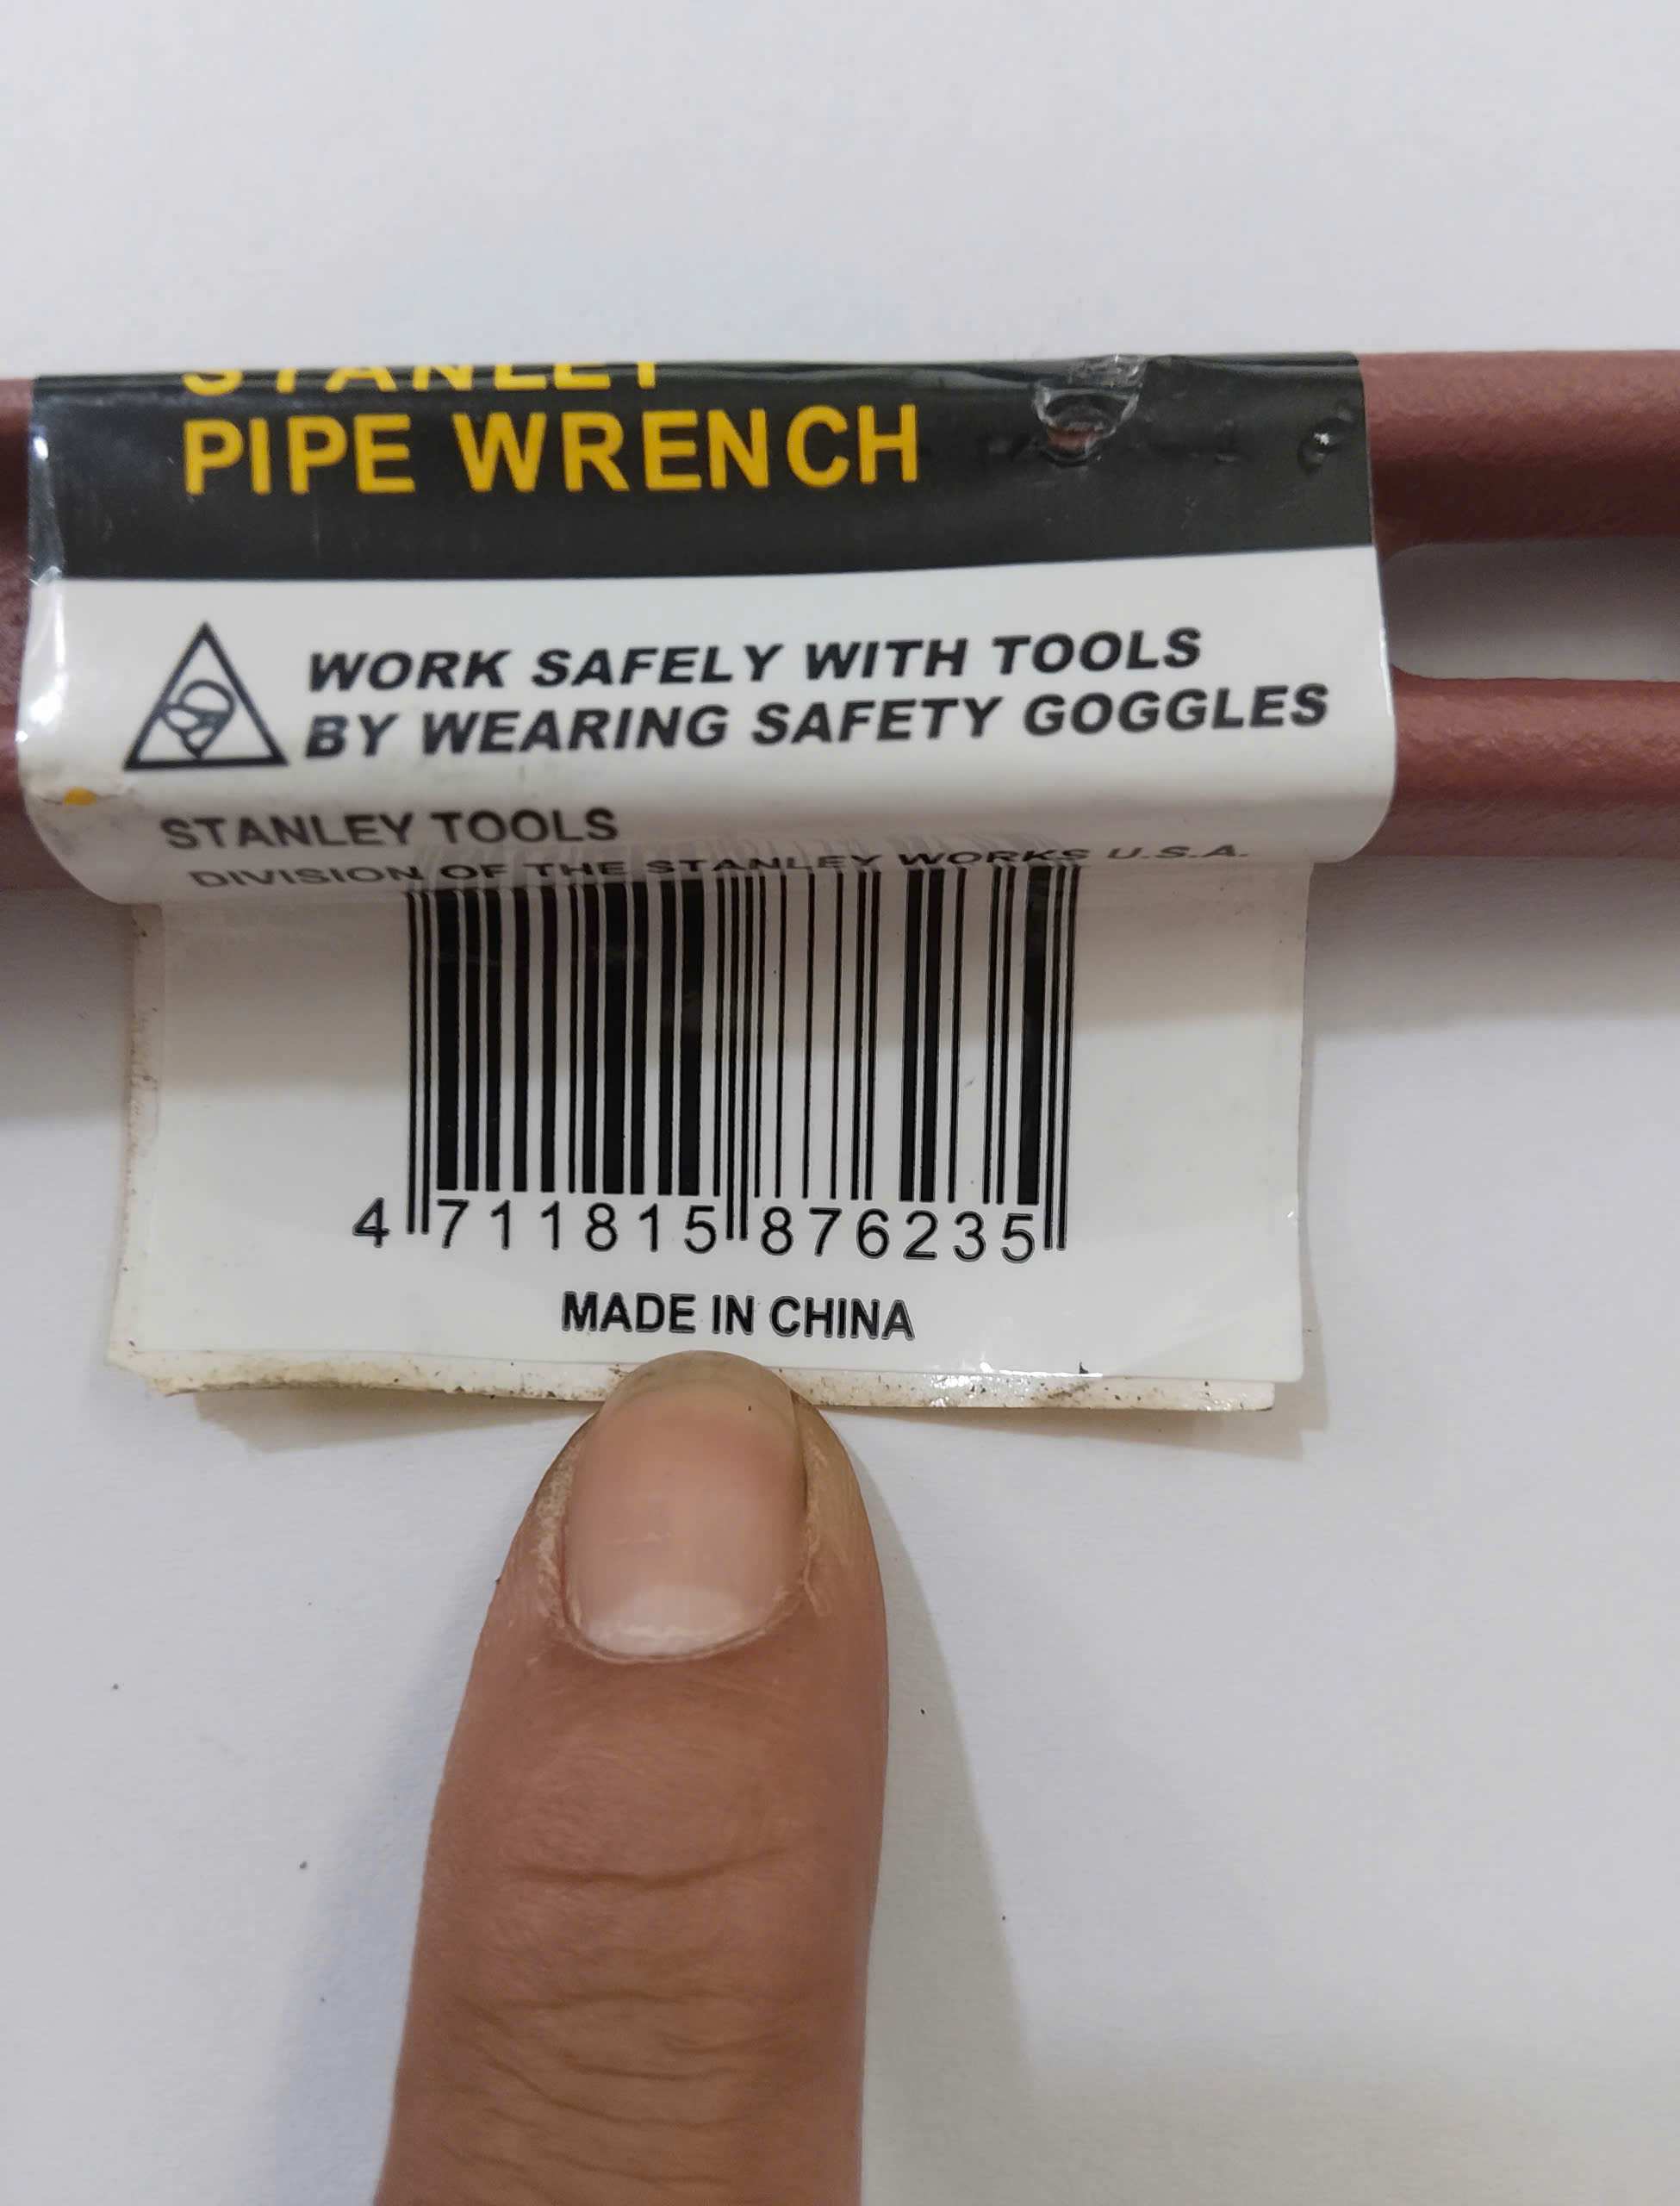 STANLEY
PIPE WRENCH
WORK SAFELY WITH TOOLS
BY WEARING SAFETY GOGGLES
STANLEY TOOLS
DIVISION OF THE STANLEY WORKS U.S.A.
4 711815 876235
MADE IN CHINA